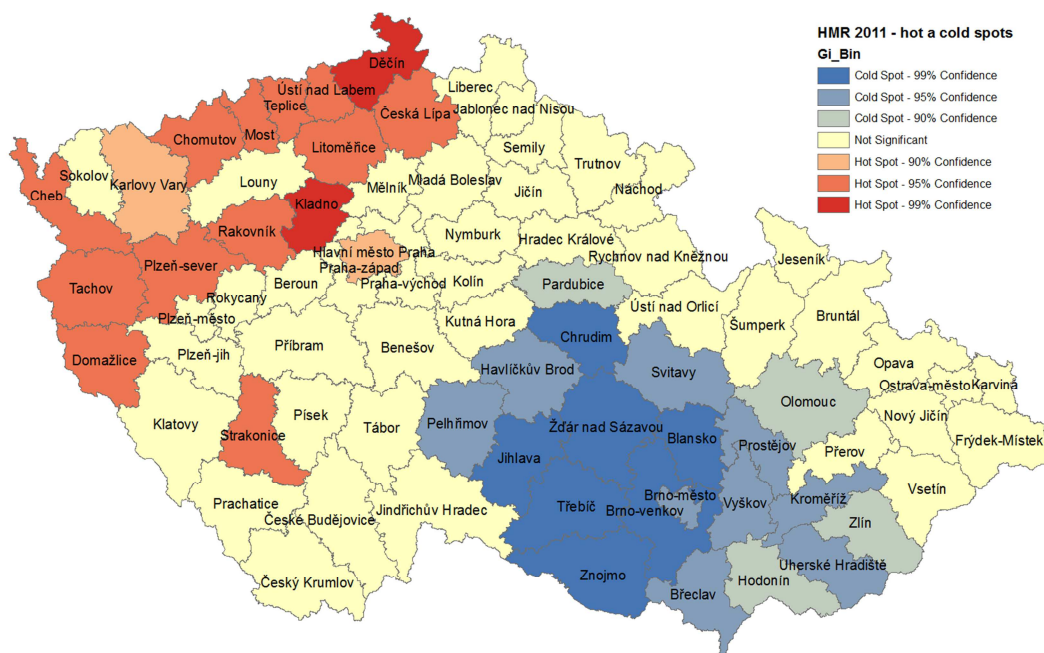 HMR 2011 - hot a cold spots
Gi_Bin
Cold Spot - 99% Confidence
Cold Spot - 95% Confidence
Cold Spot - 90% Confidence
Not Significant
Hot Spot - 90% Confidence
Hot Spot - 95% Confidence
Hot Spot - 99% Confidence
Děčín
Ústí nad Labem
Liberec
Teplice
Česká Lípa
Jablonec nad Nisou
Chomutov
Most
Litoměřice
Semily
Trutnov
Sokolov
Karlovy Vary
Louny
Mělník
Mladá Boleslav
Jičín
Náchod
Cheb
Kladno
Rakovník
Nymburk
Hradec Králové
Hlavní město Praha
Rychnov nad Kněžnou
Plzeň-sever
Praha-západ
Jeseník
Tachov
Beroun
Praha-východ
Kolín
Pardubice
Rokycany
Ústí nad Orlicí
Bruntál
Plzeň-město
Kutná Hora
Šumperk
Chrudim
Domažlice
Plzeň-jih
Příbram
Benešov
Havlíčkův Brod
Svitavy
Opava
Ostrava-město
Karviná
Olomouc
Klatovy
Písek
Tábor
Pelhřimov
Nový Jičín
Strakonice
Žďár nad Sázavou
Blansko
Prostějov
Frýdek-Místek
Přerov
Jihlava
Vsetín
Prachatice
Brno-město
Kroměříž
Třebíč
Brno-venkov
Vyškov
Jindřichův Hradec
České Budějovice
Zlín
Uherské Hradiště
Český Krumlov
Znojmo
Hodonín
Břeclav